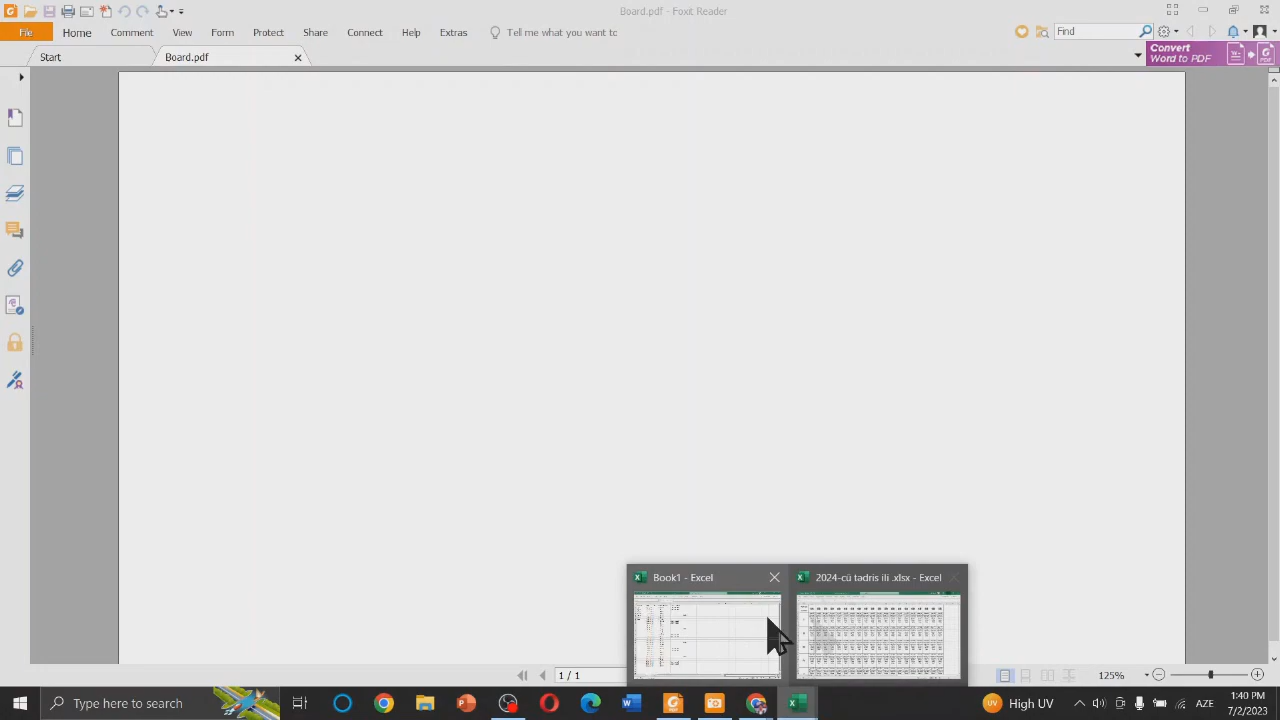 Board.pdf - Foxit Reader
File Home Comment View Form Protect Share Connect Help Extras Tell me what you want tc Find
Start Board.pdf
Convert
Word to PDF
PDF
Book1 - Excel 2024-cü tədris ili .xlsx - Excel
1 / 1 125%
Type here to search
UV High UV AZE
1:40 PM
7/2/2023